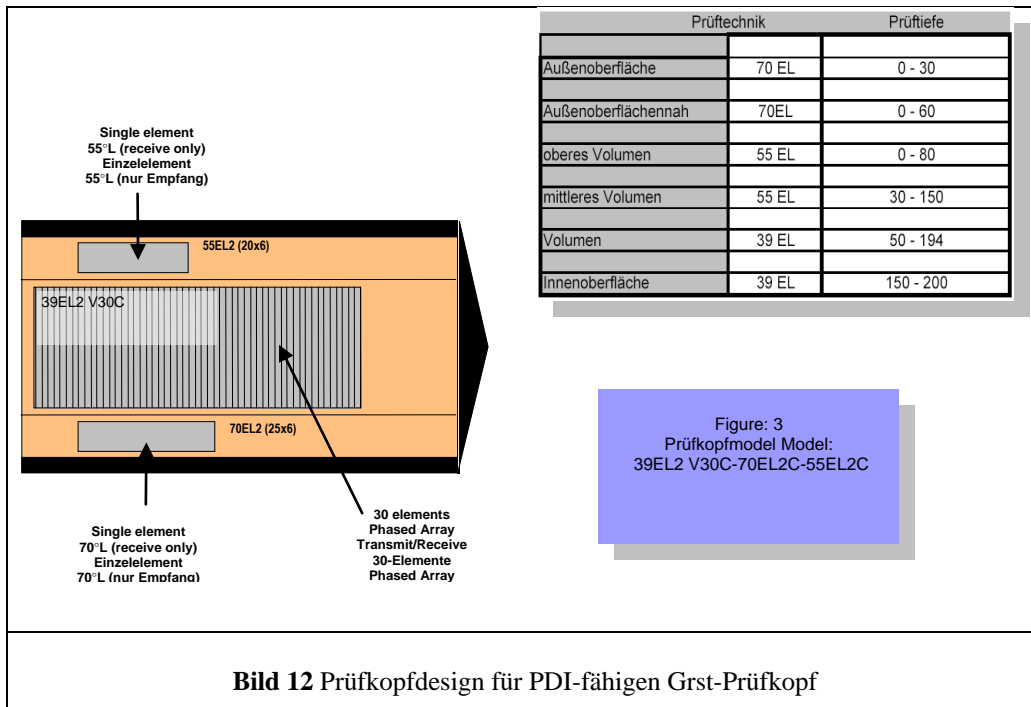 Prüftechnik Prüftiefe
Außenoberfläche 70 EL 0 - 30
Außenoberflächennah 70EL 0 - 60
oberes Volumen 55 EL 0 - 80
mittleres Volumen 55 EL 30 - 150
Volumen 39 EL 50 - 194
Innenoberfläche 39 EL 150 - 200
Single element
55°L (receive only)
Einzelelement
55°L (nur Empfang)
55EL2 (20x6)
39EL2 V30C
70EL2 (25x6)
Single element
70°L (receive only)
Einzelelement
70°L (nur Empfang)
30 elements
Phased Array
Transmit/Receive
30-Elemente
Phased Array
Figure: 3
Prüfkopfmodel Model:
39EL2 V30C-70EL2C-55EL2C
Bild 12 Prüfkopfdesign für PDI-fähigen Grst-Prüfkopf